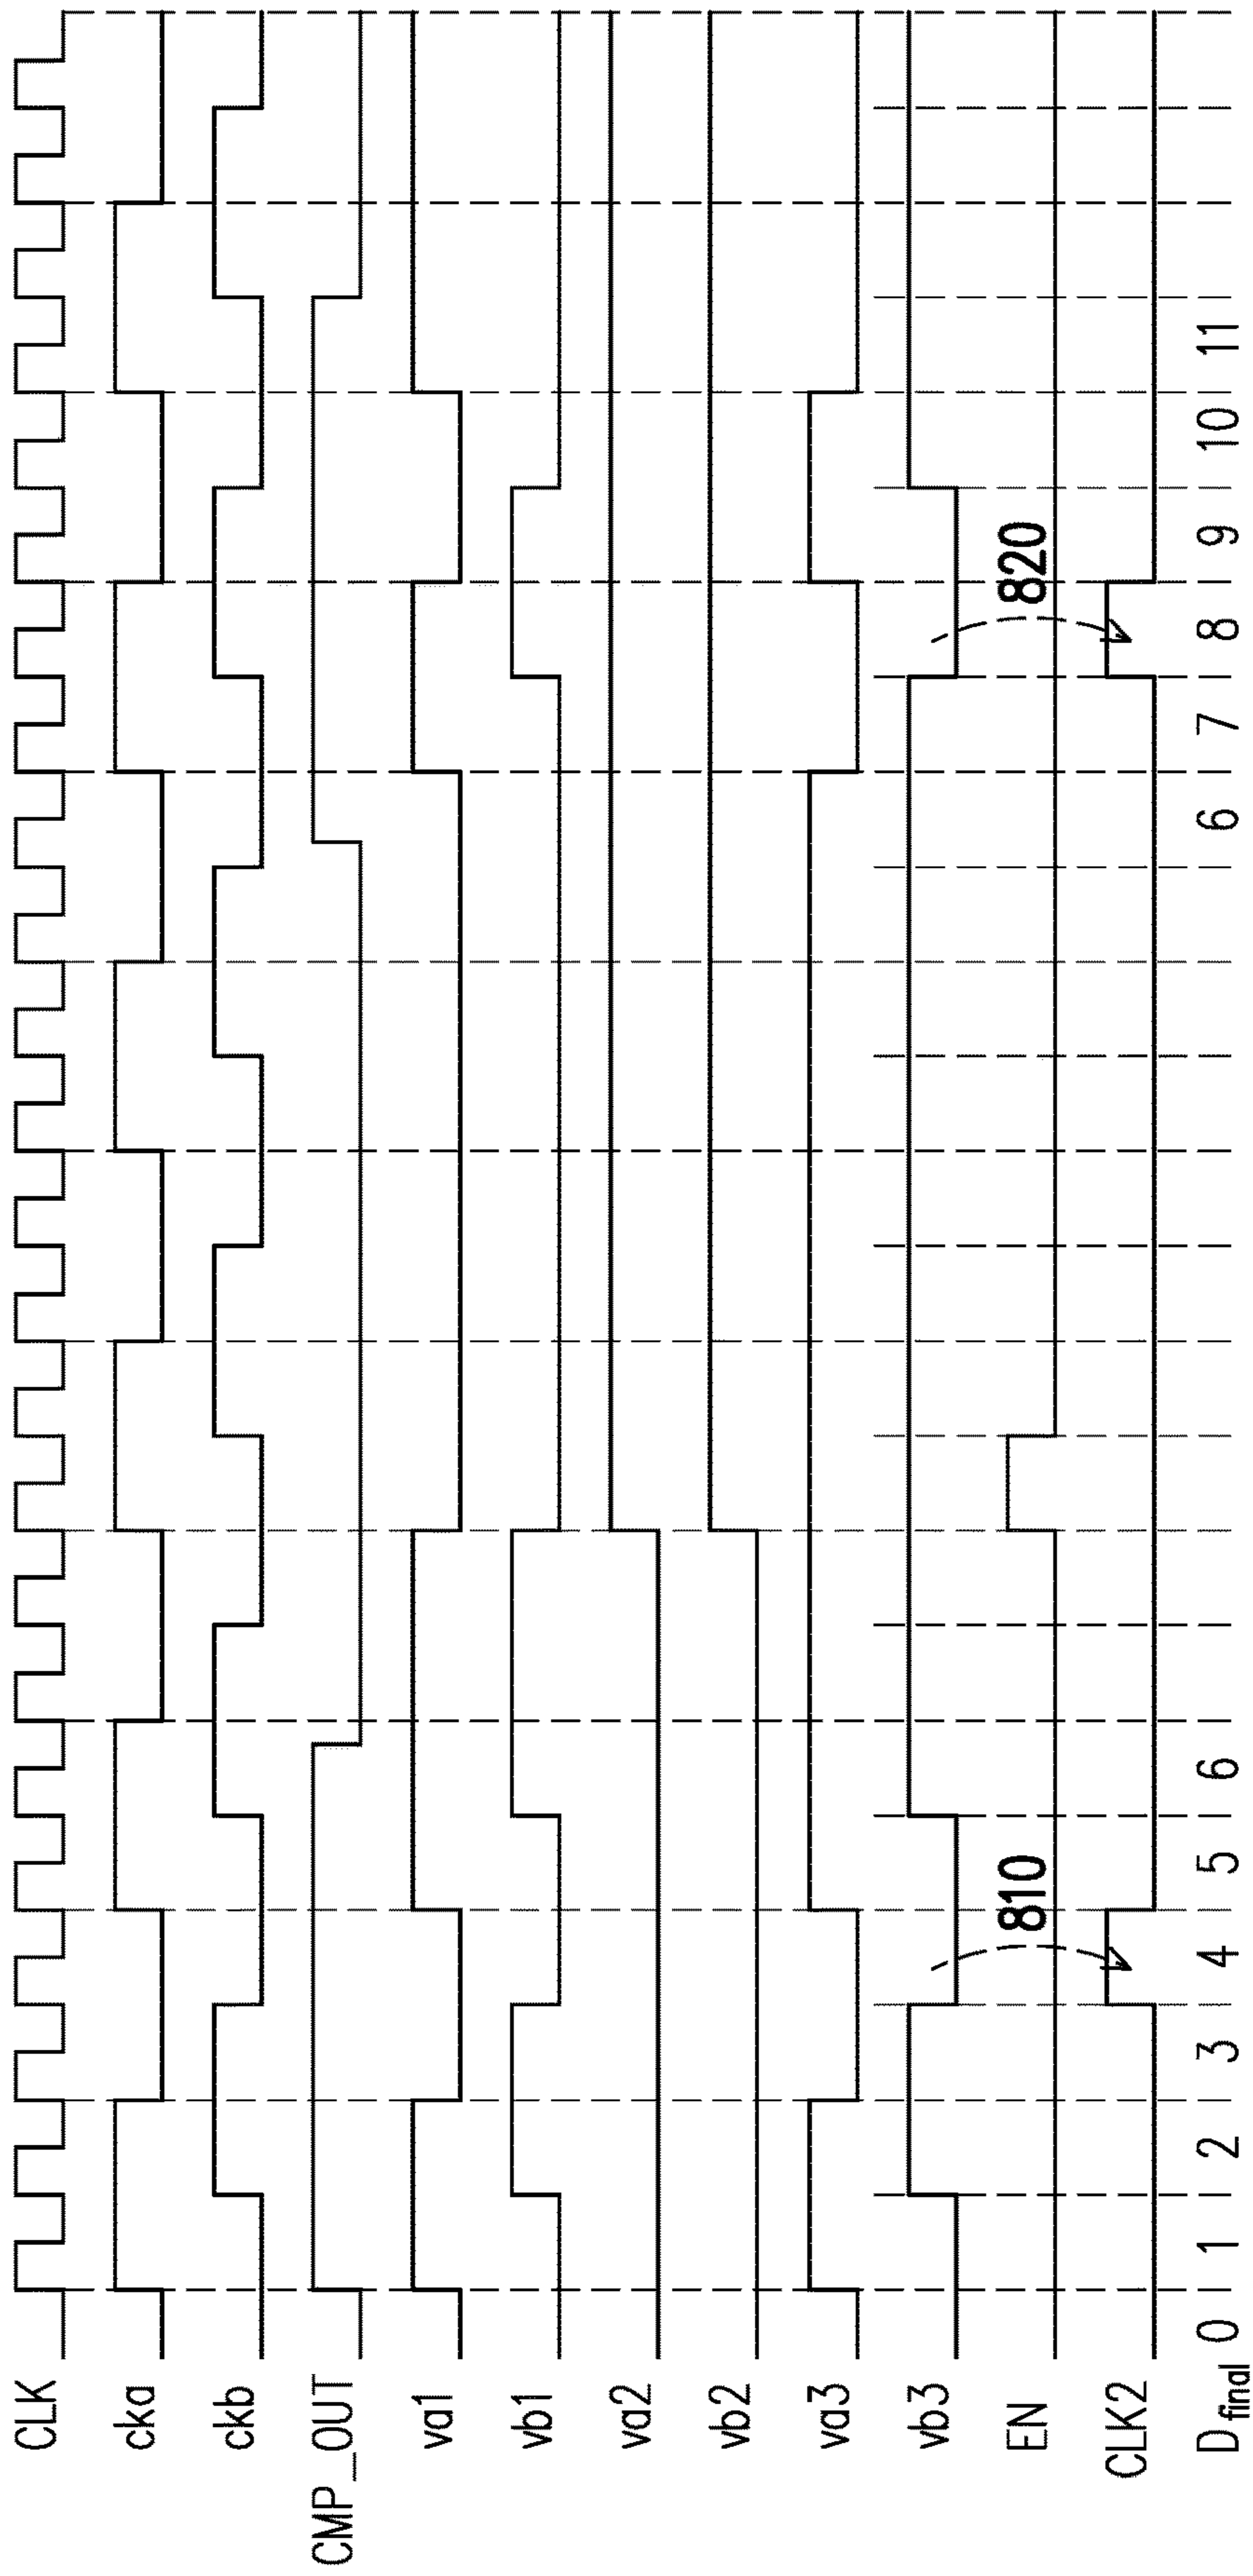 CLK
cka
ckb
CMP_OUT
va1
vb1
va2
vb2
va3
vb3
810
820
EN
CLK2
Dfinal 0 1 2 3 4 5 6 6 7 8 9 10 11